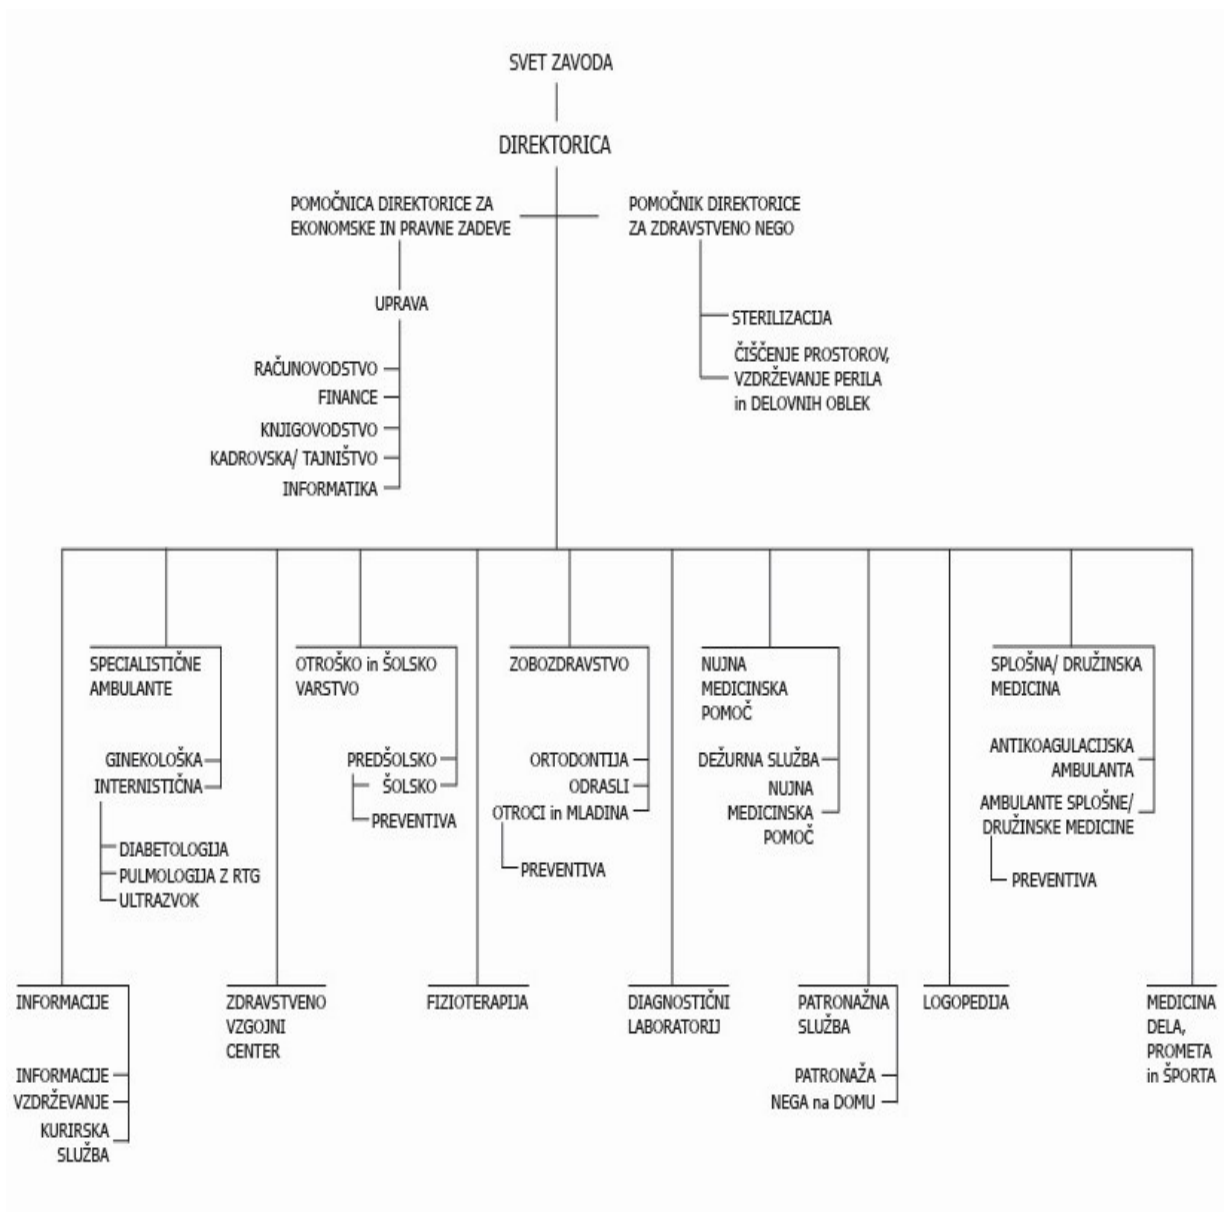 SVET ZAVODA
DIREKTORICA
POMOČNICA DIREKTORICE ZA
EKONOMSKE IN PRAVNE ZADEVE
POMOČNIK DIREKTORICE
ZA ZDRAVSTVENO NEGO
UPRAVA
RAČUNOVODSTVO
FINANCE
KNJIGOVODSTVO
KADROVSKA/ TAJNIŠTVO
INFORMATIKA
STERILIZACIJA
ČIŠČENJE PROSTOROV,
VZDRŽEVANJE PERILA
in DELOVNIH OBLEK
SPECIALISTIČNE
AMBULANTE
GINEKOLOŠKA
INTERNISTIČNA
DIABETOLOGIJA
PULMOLOGIJA Z RTG
ULTRAZVOK
OTROŠKO in ŠOLSKO
VARSTVO
PREDŠOLSKO
ŠOLSKO
PREVENTIVA
ZOBOZDRAVSTVO
ORTODONTIJA
ODRASLI
OTROCI in MLADINA
PREVENTIVA
NUJNA
MEDICINSKA
POMOČ
DEŽURNA SLUŽBA
NUJNA
MEDICINSKA
POMOČ
SPLOŠNA/ DRUŽINSKA
MEDICINA
ANTIKOAGULACIJSKA
AMBULANTA
AMBULANTE SPLOŠNE/
DRUŽINSKE MEDICINE
PREVENTIVA
INFORMACIJE
INFORMACIJE
VZDRŽEVANJE
KURIRSKA
SLUŽBA
ZDRAVSTVENO
VZGOJNI
CENTER
FIZIOTERAPIJA
DIAGNOSTIČNI
LABORATORIJ
PATRONAŽNA
SLUŽBA
PATRONAŽA
NEGA na DOMU
LOGOPEDIJA
MEDICINA
DELA,
PROMETA
in ŠPORTA